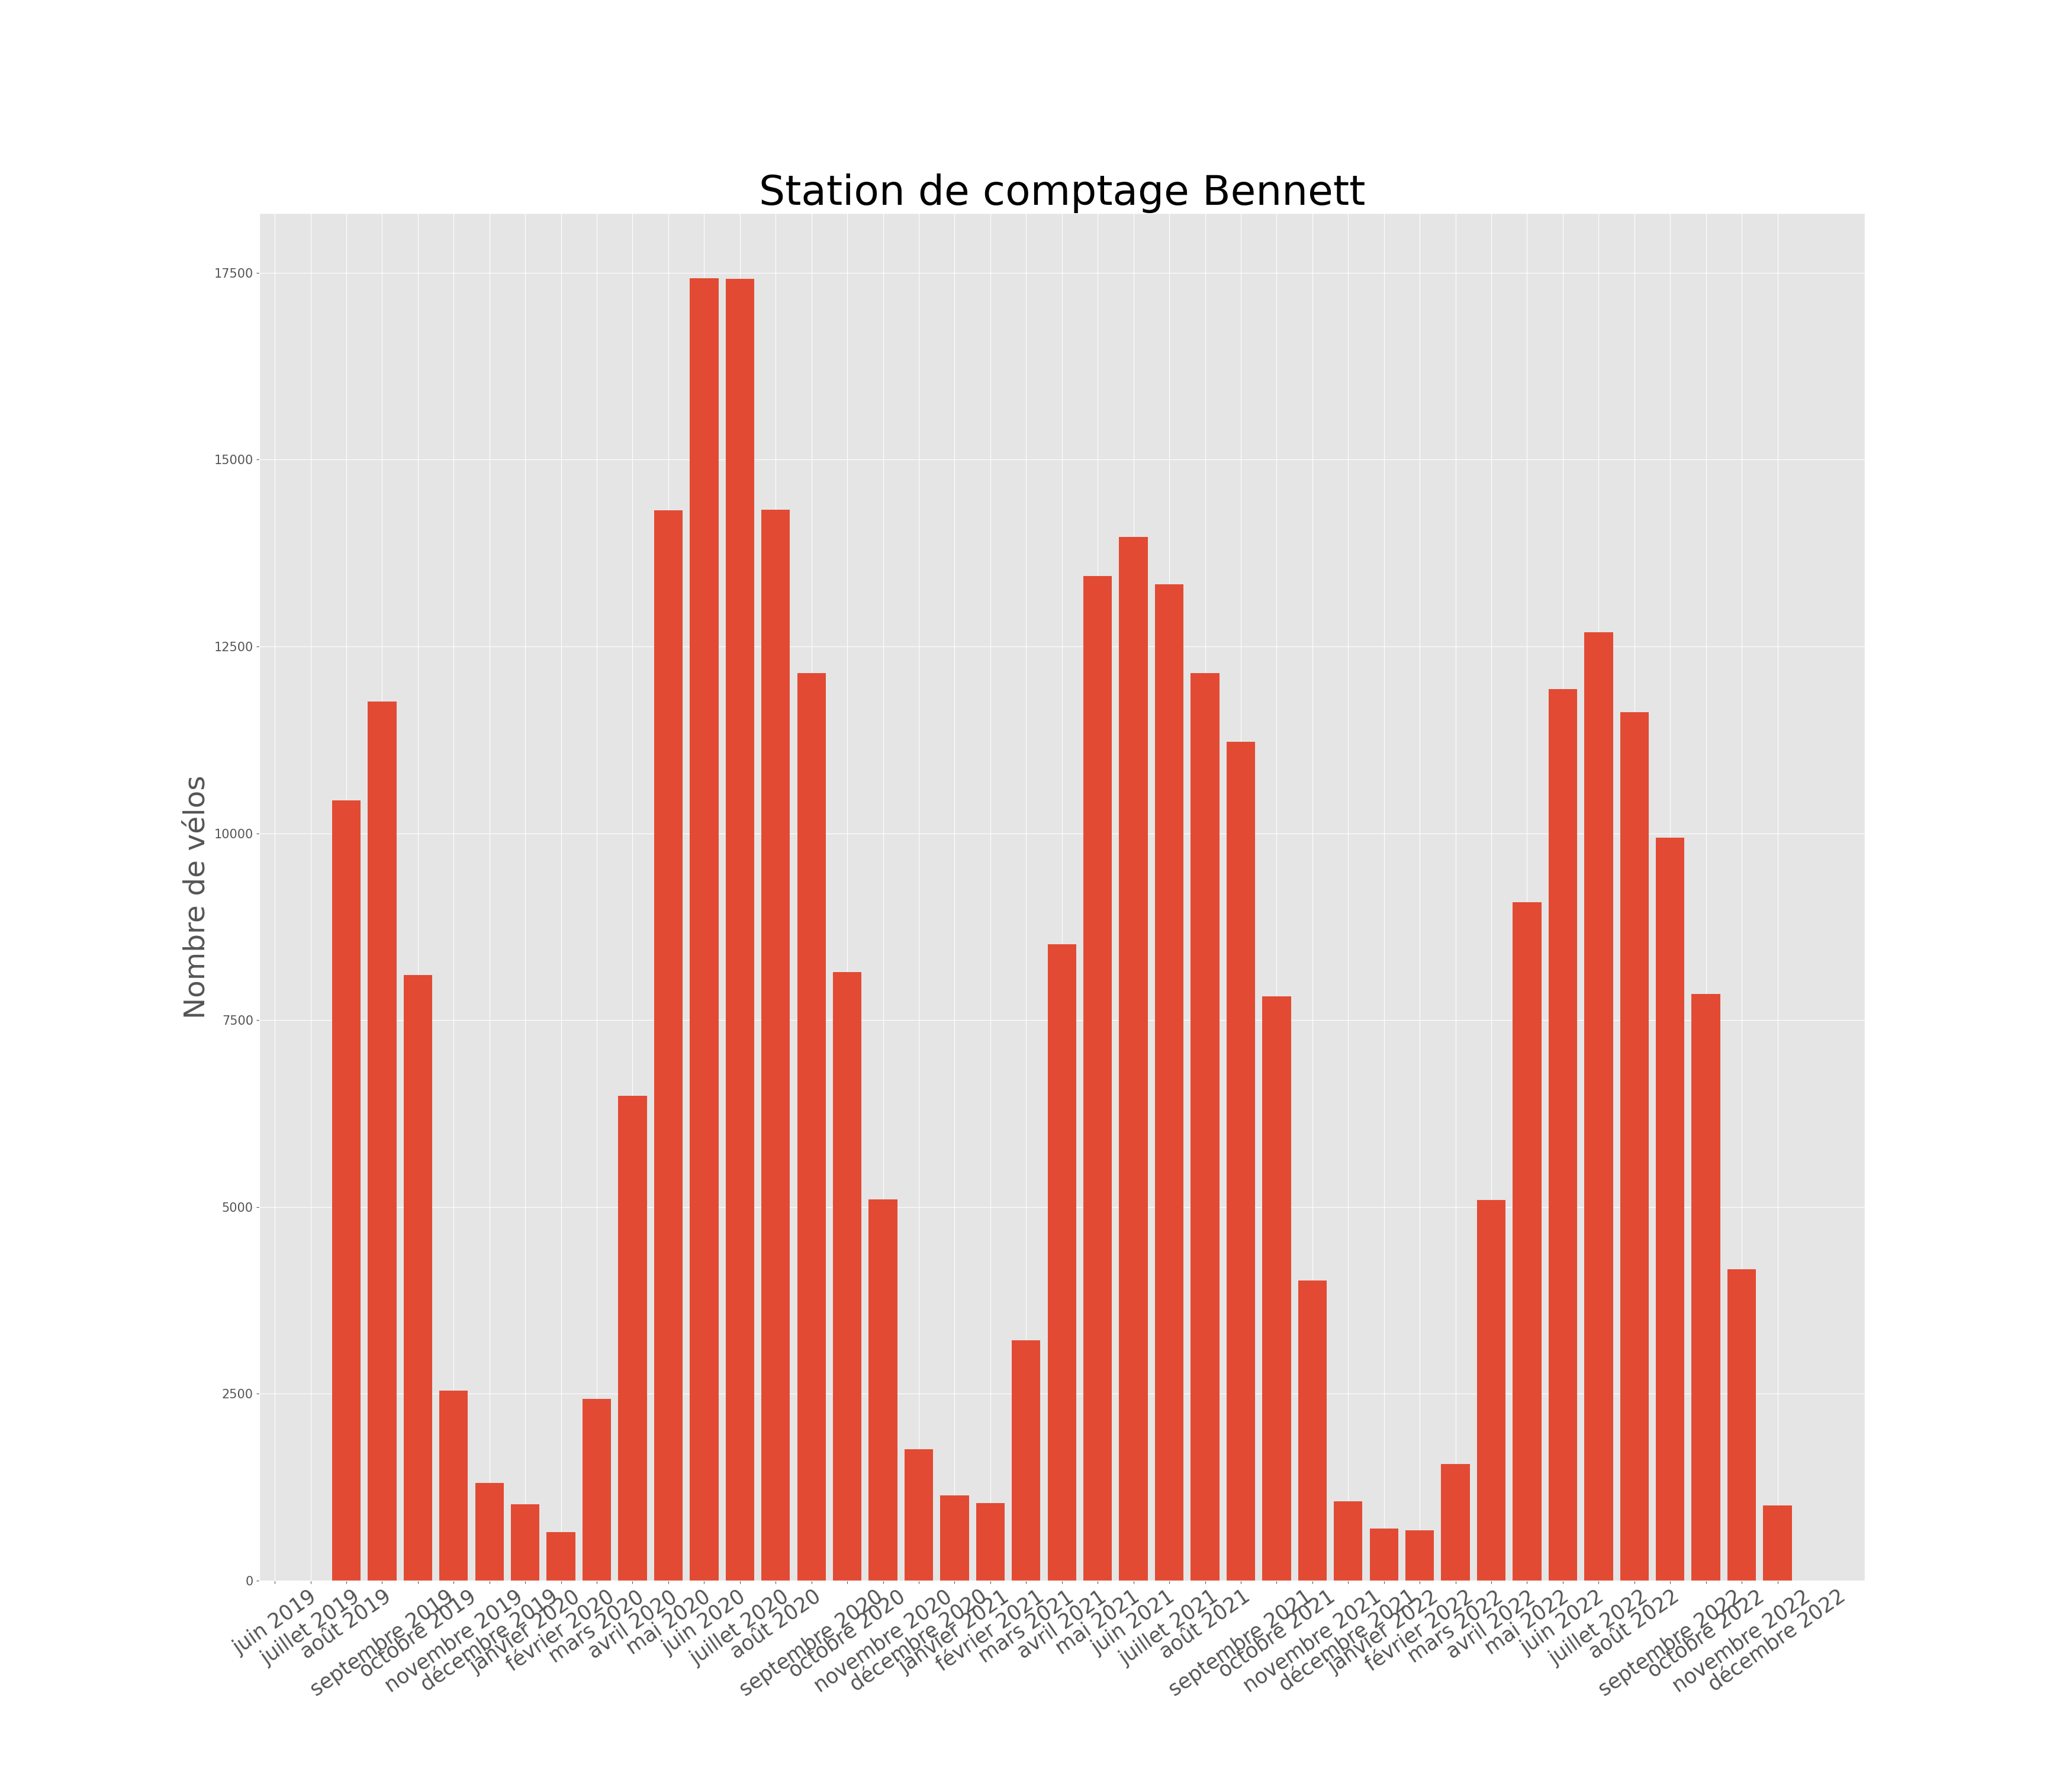 Station de comptage Bennett
Nombre de vélos
17500
15000
12500
10000
7500
5000
2500
0
juin 2019
juillet 2019
août 2019
septembre 2019
octobre 2019
novembre 2019
décembre 2019
janvier 2020
février 2020
mars 2020
avril 2020
mai 2020
juin 2020
juillet 2020
août 2020
septembre 2020
octobre 2020
novembre 2020
décembre 2020
janvier 2021
février 2021
mars 2021
avril 2021
mai 2021
juin 2021
juillet 2021
août 2021
septembre 2021
octobre 2021
novembre 2021
décembre 2021
janvier 2022
février 2022
mars 2022
avril 2022
mai 2022
juin 2022
juillet 2022
août 2022
septembre 2022
octobre 2022
novembre 2022
décembre 2022